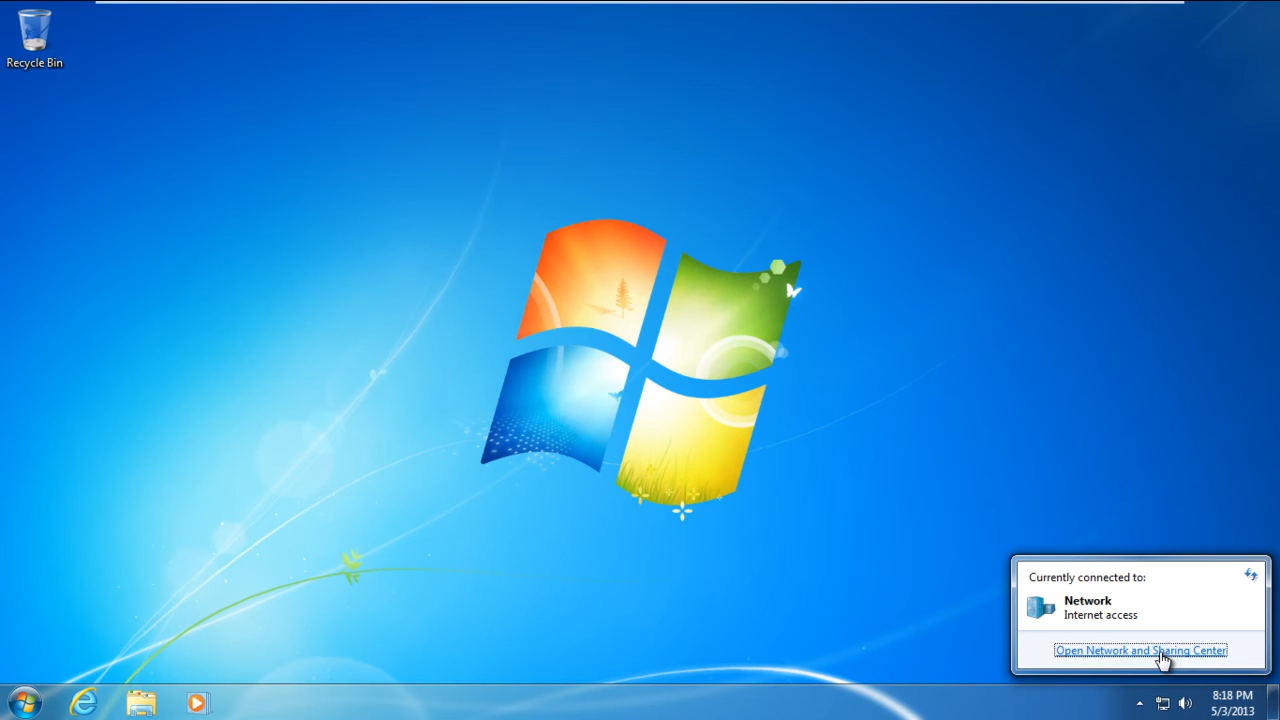 Recycle Bin
Currently connected to:
Network
Internet access
Open Network and Sharing Center
8:18 PM
5/3/2013